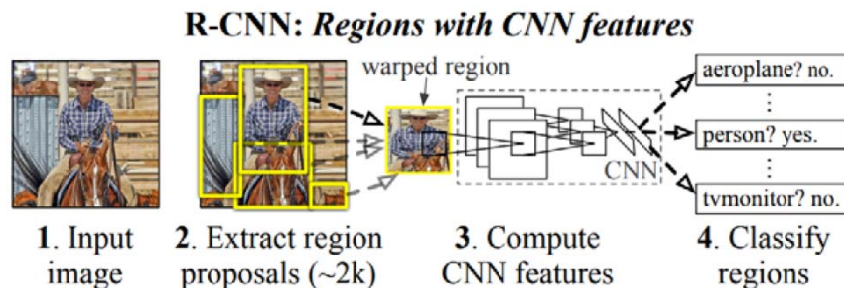 R-CNN: Regions with CNN features
warped region
aeroplane? no.
⋮
person? yes.
⋮
tvmonitor? no.
CNN
1. Input
image
2. Extract region
proposals (~2k)
3. Compute
CNN features
4. Classify
regions